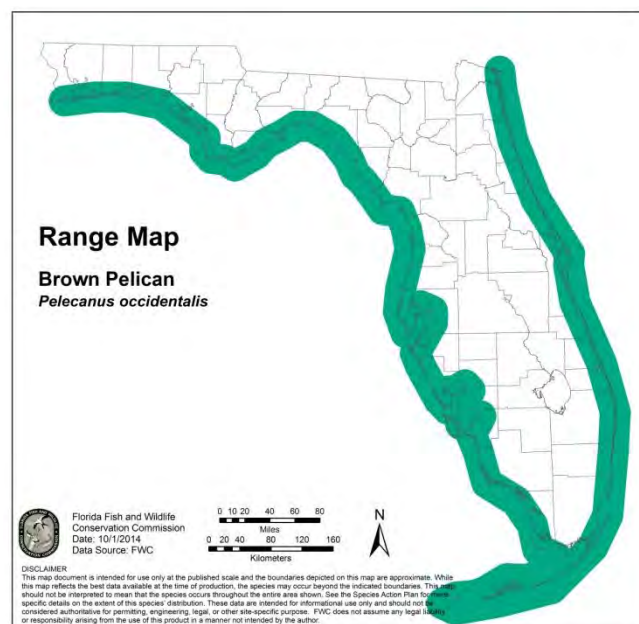 Range Map
Brown Pelican
Pelecanus occidentalis
Florida Fish and Wildlife
Conservation Commission
Date: 10/1/2014
Data Source: FWC
0 10 20 40 60 80
Miles
0 20 40 80 120 160
Kilometers
N
DISCLAIMER
This map document is intended for use only at the published scale and the boundaries depicted on this map are approximate. While
this map reflects the best data available at the time of production, the species may occur beyond the indicated boundaries. This map
should not be interpreted to mean that the species occurs throughout the entire area shown. See the Species Action Plan for more
specific details on the extent of this species' distribution. These data are intended for informational use only and should not be
considered authoritative for permitting, engineering, legal, or other site-specific purpose. FWC does not assume any legal liability
or responsibility arising from the use of this product in a manner not intended by the author.